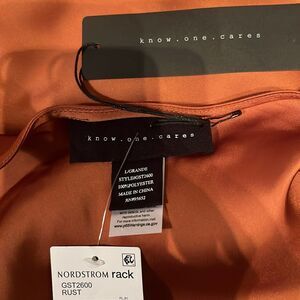 know.one.cares
know.one.cares
L/GRANDE
STYLE#GST2600
100%POLYESTER
MADE IN CHINA
NORDSTROM rack
GST2600
RUST